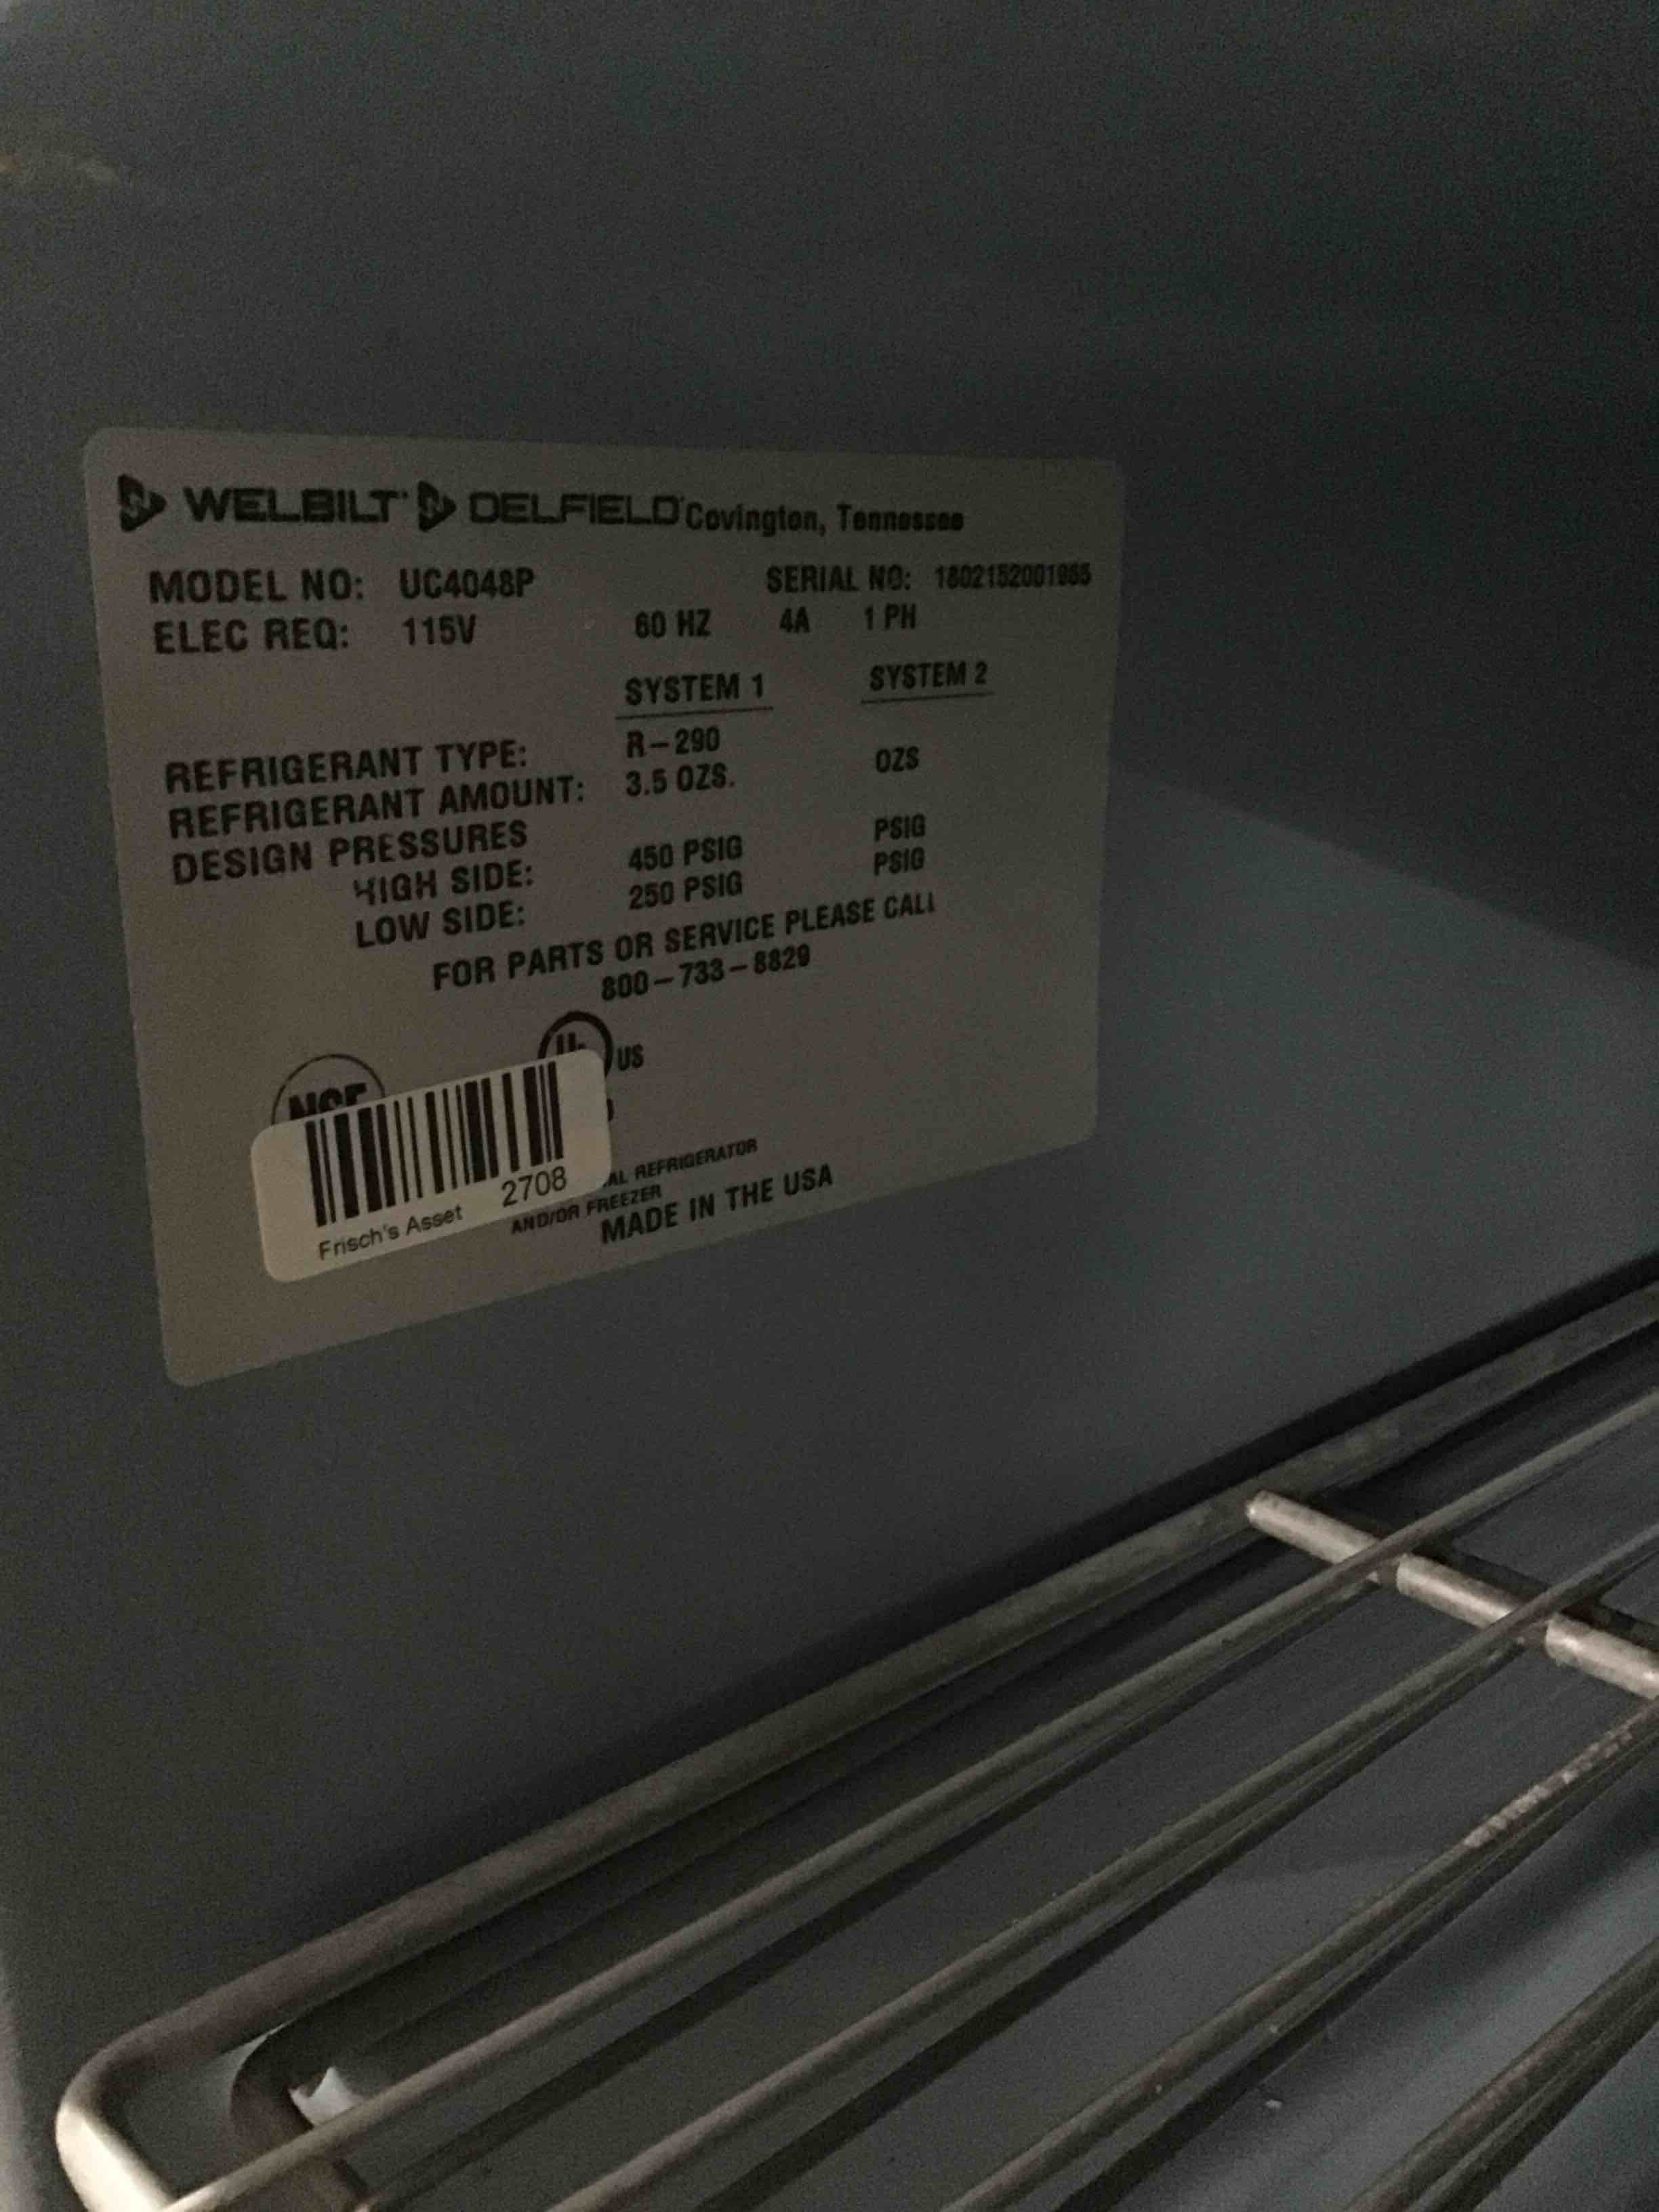 WELBILT DELFIELD Covington, Tennessee
MODEL NO: UC4048P SERIAL NO: 1802152001955
ELEC REQ: 115V 60 HZ 4A 1 PH
SYSTEM 1 SYSTEM 2
REFRIGERANT TYPE: R-290
REFRIGERANT AMOUNT: 3.5 OZS. OZS
DESIGN PRESSURES
HIGH SIDE: 450 PSIG PSIG
LOW SIDE: 250 PSIG PSIG
FOR PARTS OR SERVICE PLEASE CALL
800-733-8829
NSF
UL US
REFRIGERATOR
AND/OR FREEZER
MADE IN THE USA
Frisch's Asset 2708